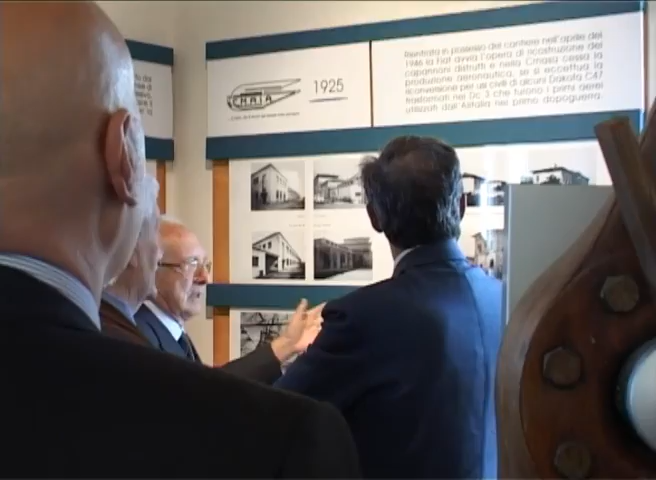 CMASA
1925
Rientrata in possesso del cantiere nell'aprile del
1946 la Fiat avvia l'opera di ricostruzione dei
capannoni distrutti e nella Cmasa cessa la
produzione aeronautica, se si eccettua la
riconversione per usi civili di alcuni Dakota C47
trasformati nei Dc 3 che furono i primi aerei
utilizzati dall'Alitalia nel primo dopoguerra.